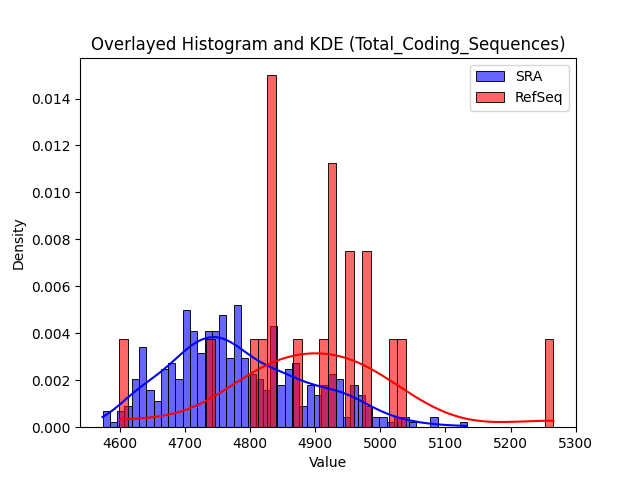 Overlayed Histogram and KDE (Total_Coding_Sequences)
SRA
RefSeq
0.014
0.012
0.010
0.008
0.006
0.004
0.002
0.000
Density
4600 4700 4800 4900 5000 5100 5200 5300
Value